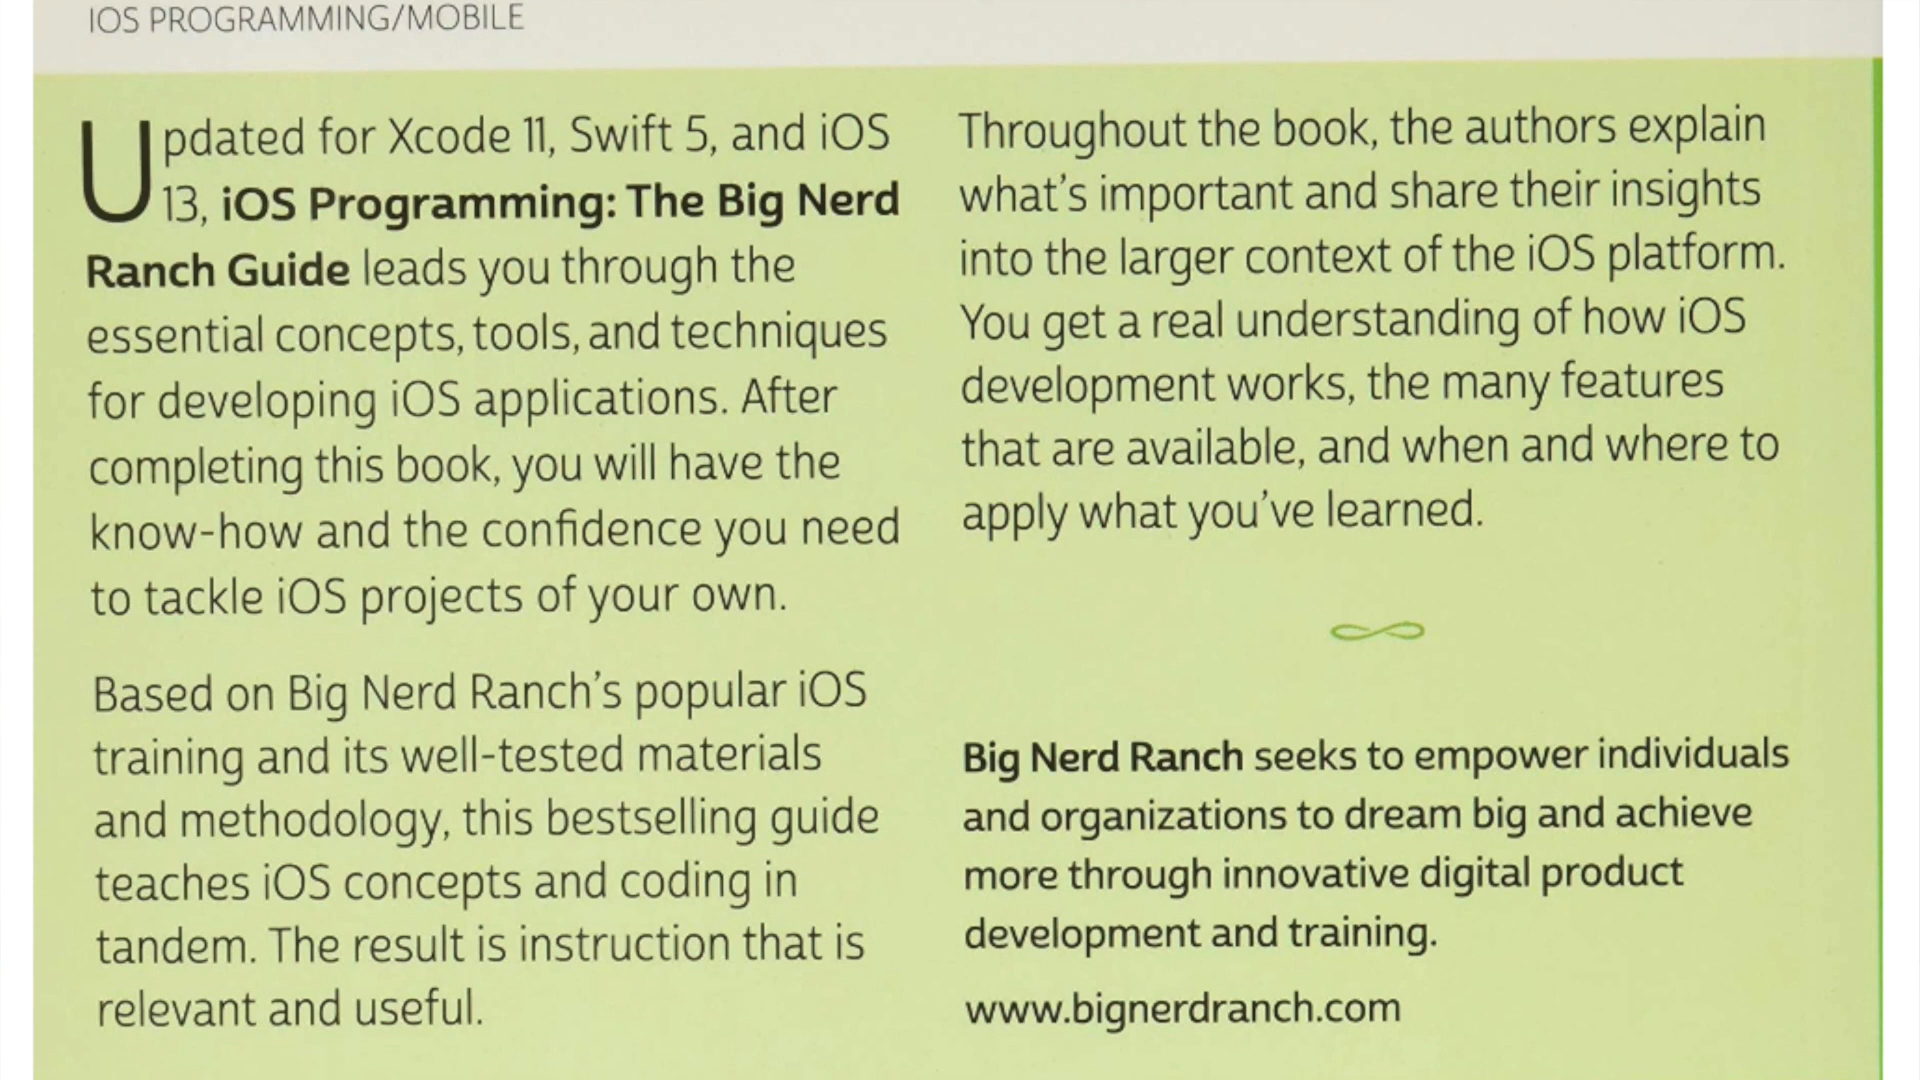 IOS PROGRAMMING/MOBILE
Updated for Xcode 11, Swift 5, and iOS
13, iOS Programming: The Big Nerd
Ranch Guide leads you through the
essential concepts, tools, and techniques
for developing iOS applications. After
completing this book, you will have the
know-how and the confidence you need
to tackle iOS projects of your own.
Based on Big Nerd Ranch's popular iOS
training and its well-tested materials
and methodology, this bestselling guide
teaches iOS concepts and coding in
tandem. The result is instruction that is
relevant and useful.
Throughout the book, the authors explain
what's important and share their insights
into the larger context of the iOS platform.
You get a real understanding of how iOS
development works, the many features
that are available, and when and where to
apply what you've learned.
Big Nerd Ranch seeks to empower individuals
and organizations to dream big and achieve
more through innovative digital product
development and training.
www.bignerdranch.com